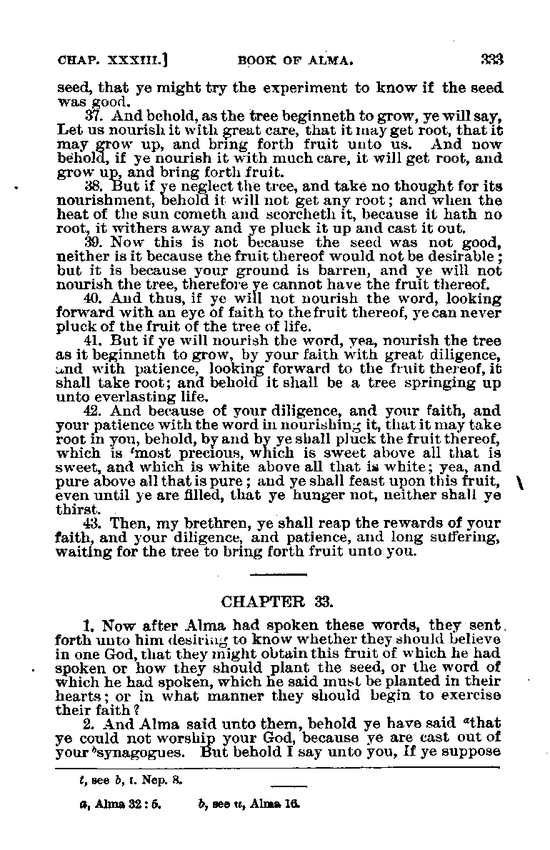 CHAP. XXXIII.] BOOK OF ALMA. 333
seed, that ye might try the experiment to know if the seed
was good.
37. And behold, as the tree beginneth to grow, ye will say,
Let us nourish it with great care, that it may get root, that it
may grow up, and bring forth fruit unto us. And now
behold, if ye nourish it with much care, it will get root, and
grow up, and bring forth fruit.
38. But if ye neglect the tree, and take no thought for its
nourishment, behold it will not get any root; and when the
heat of the sun cometh and scorcheth it, because it hath no
root, it withers away and ye pluck it up and cast it out.
39. Now this is not because the seed was not good,
neither is it because the fruit thereof would not be desirable;
but it is because your ground is barren, and ye will not
nourish the tree, therefore ye cannot have the fruit thereof.
40. And thus, if ye will not nourish the word, looking
forward with an eye of faith to the fruit thereof, ye can never
pluck of the fruit of the tree of life.
41. But if ye will nourish the word, yea, nourish the tree
as it beginneth to grow, by your faith with great diligence,
and with patience, looking forward to the fruit thereof, it
shall take root; and behold it shall be a tree springing up
unto everlasting life.
42. And because of your diligence, and your faith, and
your patience with the word in nourishing it, that it may take
root in you, behold, by and by ye shall pluck the fruit thereof,
which is ᵗmost precious, which is sweet above all that is
sweet, and which is white above all that is white; yea, and
pure above all that is pure; and ye shall feast upon this fruit,
even until ye are filled, that ye hunger not, neither shall ye
thirst.
43. Then, my brethren, ye shall reap the rewards of your
faith, and your diligence, and patience, and long suffering,
waiting for the tree to bring forth fruit unto you.
CHAPTER 33.
1. Now after Alma had spoken these words, they sent
forth unto him desiring to know whether they should believe
in one God, that they might obtain this fruit of which he had
spoken or how they should plant the seed, or the word of
which he had spoken, which he said must be planted in their
hearts; or in what manner they should begin to exercise
their faith?
2. And Alma said unto them, behold ye have said ᵃthat
ye could not worship your God, because ye are cast out of
your ᵇsynagogues. But behold I say unto you, If ye suppose
t, see b, I. Nep. 8.
a, Alma 32 : 5. b, see u, Alma 16.